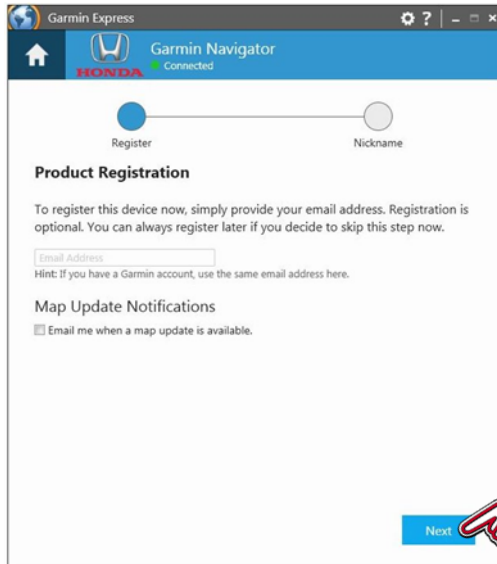 Garmin Express
?
Garmin Navigator
HONDA
Connected
Register
Nickname
Product Registration
To register this device now, simply provide your email address. Registration is
optional. You can always register later if you decide to skip this step now.
Email Address
Hint: If you have a Garmin account, use the same email address here.
Map Update Notifications
Email me when a map update is available.
Next